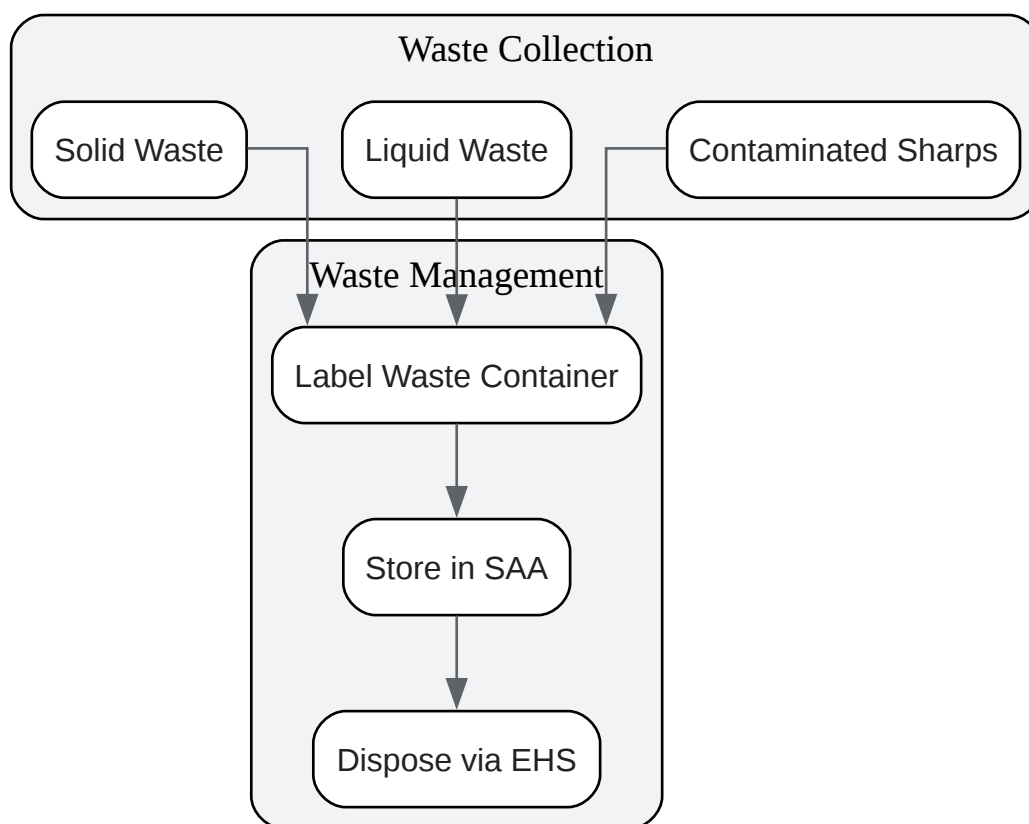 Waste Collection
Solid Waste
Liquid Waste
Contaminated Sharps
Waste Management
Label Waste Container
Store in SAA
Dispose via EHS